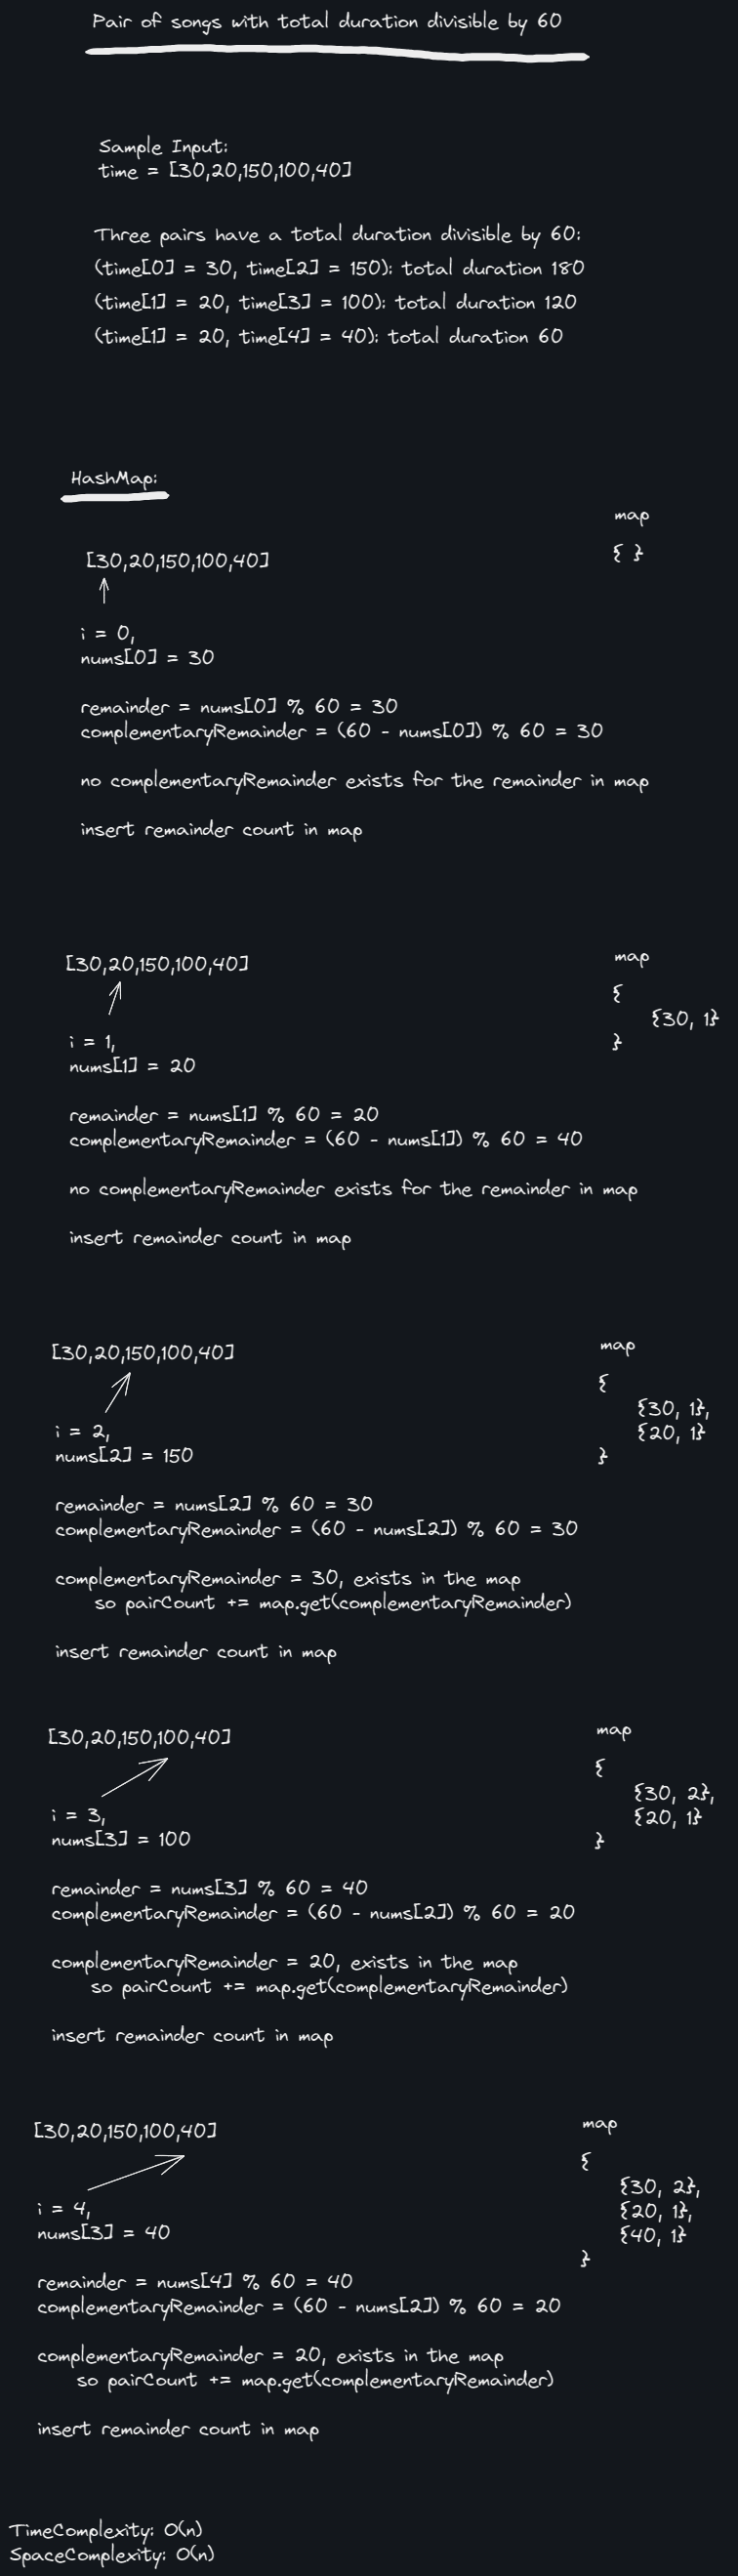 Pair of songs with total duration divisible by 60
Sample Input:
time = [30,20,150,100,40]
Three pairs have a total duration divisible by 60:
(time[0] = 30, time[2] = 150): total duration 180
(time[1] = 20, time[3] = 100): total duration 120
(time[1] = 20, time[4] = 40): total duration 60
HashMap:
map
[30,20,150,100,40]
{ }
i = 0,
nums[0] = 30
remainder = nums[0] % 60 = 30
complementaryRemainder = (60 - nums[0]) % 60 = 30
no complementaryRemainder exists for the remainder in map
insert remainder count in map
[30,20,150,100,40]
map
{
{30, 1}
}
i = 1,
nums[1] = 20
remainder = nums[1] % 60 = 20
complementaryRemainder = (60 - nums[1]) % 60 = 40
no complementaryRemainder exists for the remainder in map
insert remainder count in map
[30,20,150,100,40]
map
{
{30, 1},
{20, 1}
}
i = 2,
nums[2] = 150
remainder = nums[2] % 60 = 30
complementaryRemainder = (60 - nums[2]) % 60 = 30
complementaryRemainder = 30, exists in the map
so pairCount += map.get(complementaryRemainder)
insert remainder count in map
[30,20,150,100,40]
map
{
{30, 2},
{20, 1}
}
i = 3,
nums[3] = 100
remainder = nums[3] % 60 = 40
complementaryRemainder = (60 - nums[2]) % 60 = 20
complementaryRemainder = 20, exists in the map
so pairCount += map.get(complementaryRemainder)
insert remainder count in map
[30,20,150,100,40]
map
{
{30, 2},
{20, 1},
{40, 1}
}
i = 4,
nums[3] = 40
remainder = nums[4] % 60 = 40
complementaryRemainder = (60 - nums[2]) % 60 = 20
complementaryRemainder = 20, exists in the map
so pairCount += map.get(complementaryRemainder)
insert remainder count in map
TimeComplexity: O(n)
SpaceComplexity: O(n)